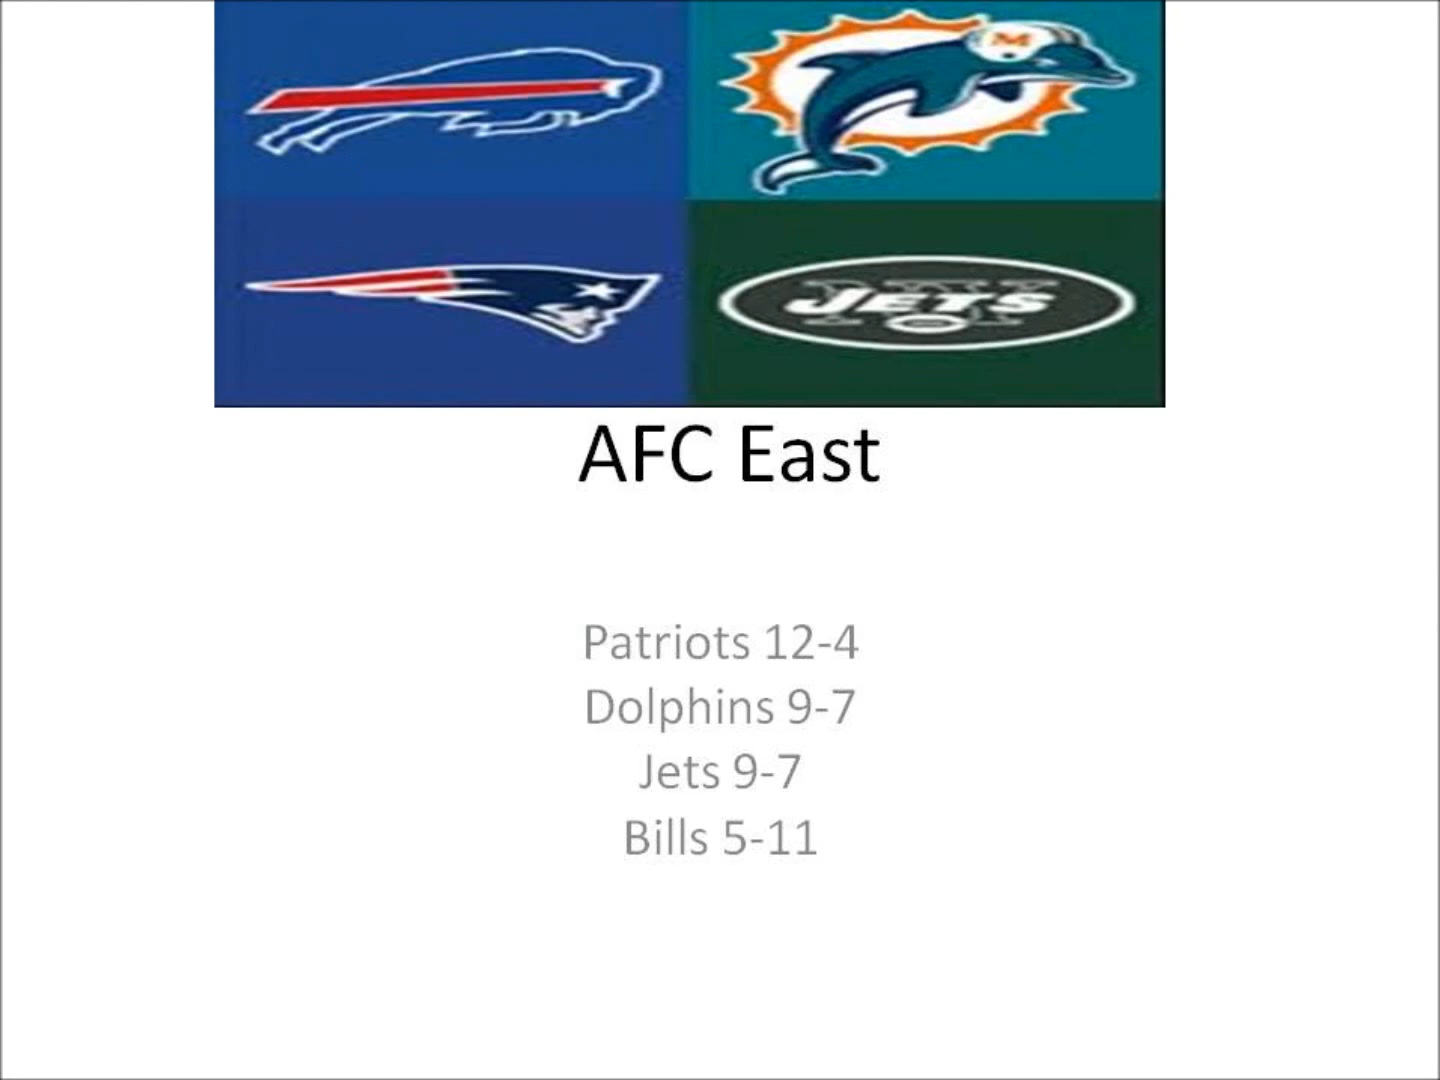 M
JETS
AFC East
Patriots 12-4
Dolphins 9-7
Jets 9-7
Bills 5-11